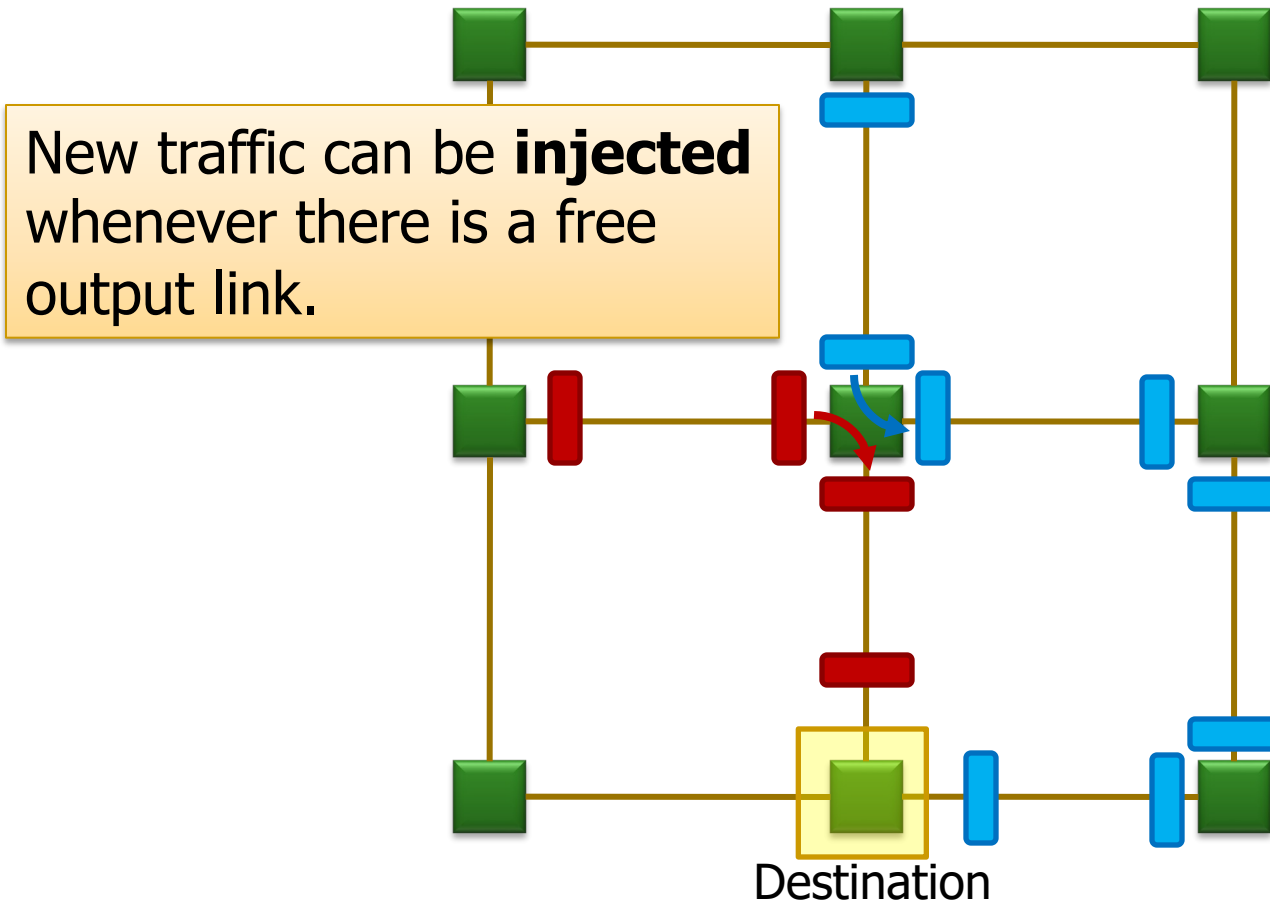 New traffic can be injected
whenever there is a free
output link.
Destination